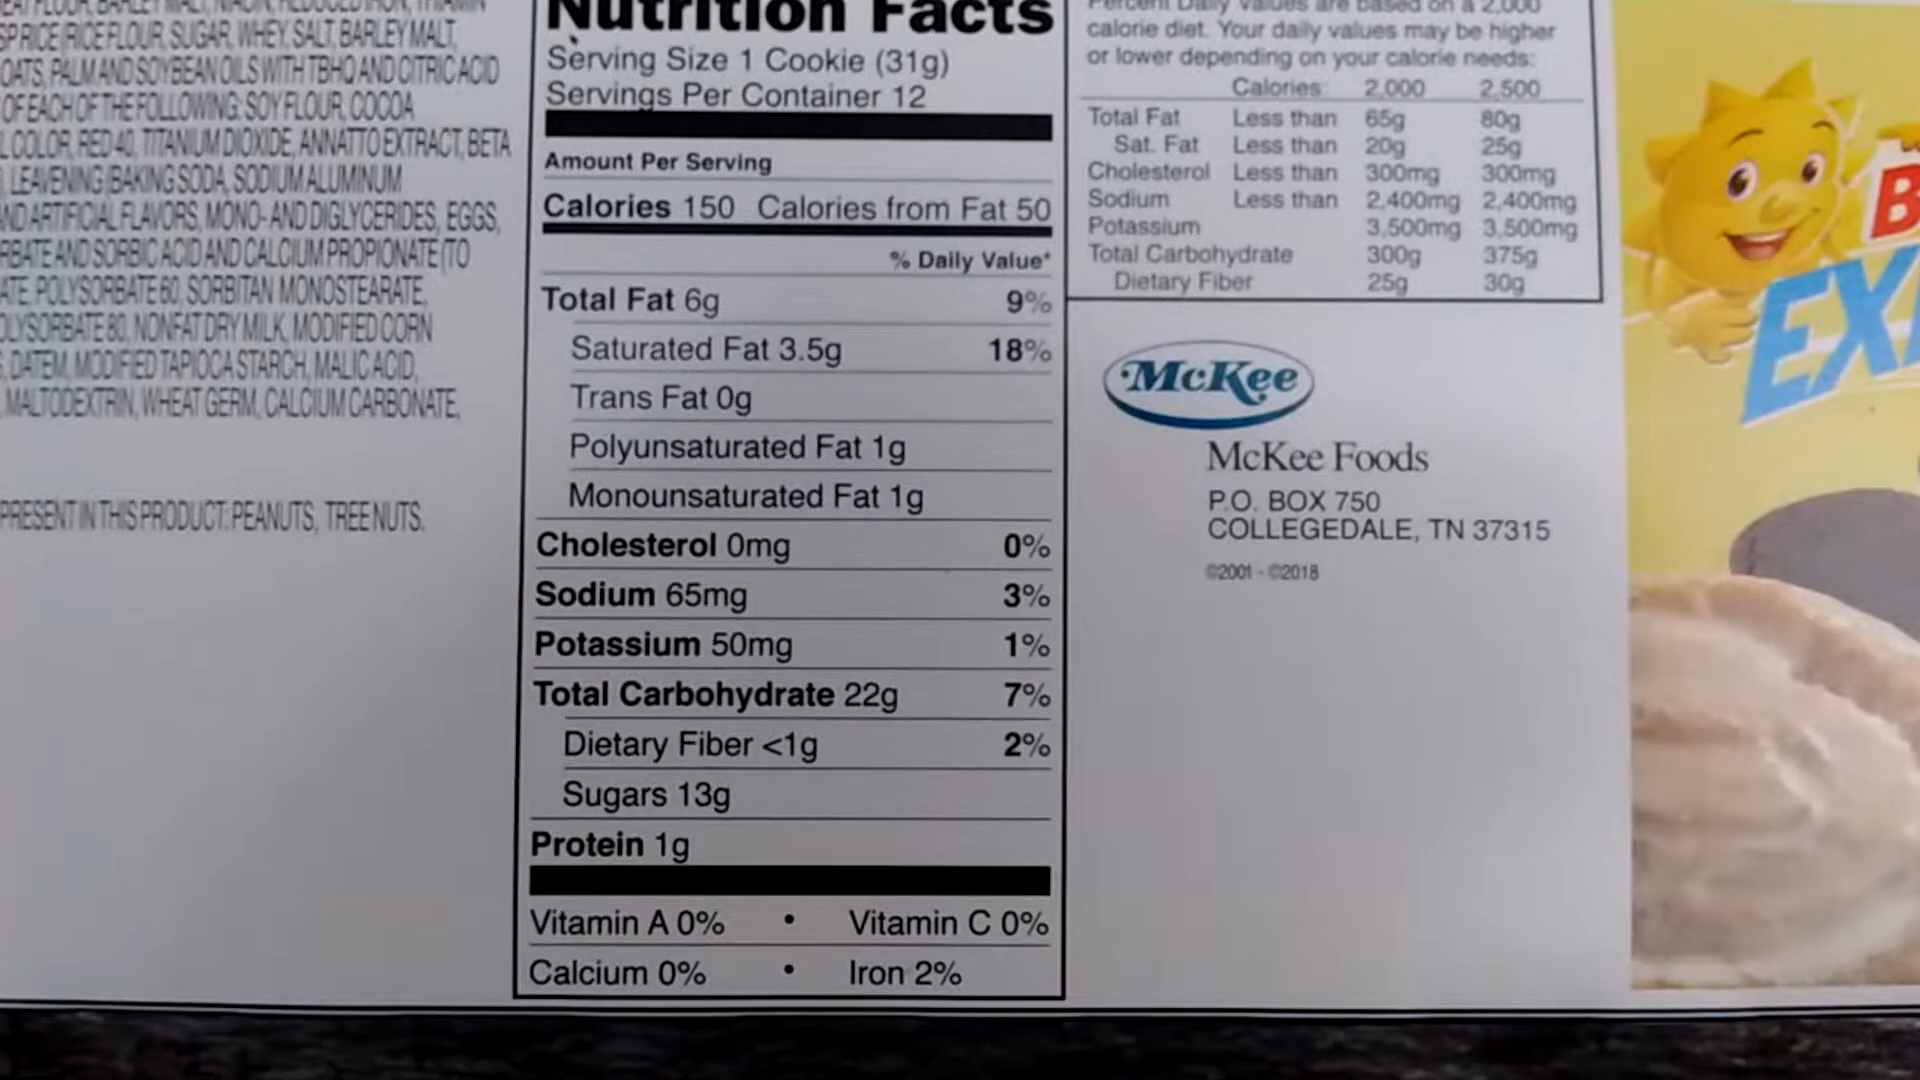 SP RICE (RICE FLOUR, SUGAR, WHEY, SALT, BARLEY MALT,
OATS, PALM AND SOYBEAN OILS WITH TBHQ AND CITRIC ACID
OF EACH OF THE FOLLOWING: SOY FLOUR, COCOA
COLOR, RED 40, TITANIUM DIOXIDE, ANNATTO EXTRACT, BETA
LEAVENING (BAKING SODA, SODIUM ALUMINUM
AND ARTIFICIAL FLAVORS, MONO- AND DIGLYCERIDES, EGGS,
RBATE AND SORBIC ACID AND CALCIUM PROPIONATE (TO
ATE, POLYSORBATE 60, SORBITAN MONOSTEARATE,
OLYSORBATE 80, NONFAT DRY MILK, MODIFIED CORN
DATEM, MODIFIED TAPIOCA STARCH, MALIC ACID,
MALTODEXTRIN, WHEAT GERM, CALCIUM CARBONATE,
PRESENT IN THIS PRODUCT: PEANUTS, TREE NUTS.
Nutrition Facts
Serving Size 1 Cookie (31g)
Servings Per Container 12
Amount Per Serving
Calories 150 Calories from Fat 50
% Daily Value*
Total Fat 6g 9%
Saturated Fat 3.5g 18%
Trans Fat 0g
Polyunsaturated Fat 1g
Monounsaturated Fat 1g
Cholesterol 0mg 0%
Sodium 65mg 3%
Potassium 50mg 1%
Total Carbohydrate 22g 7%
Dietary Fiber <1g 2%
Sugars 13g
Protein 1g
Vitamin A 0% • Vitamin C 0%
Calcium 0% • Iron 2%
Percent Daily Values are based on a 2,000
calorie diet. Your daily values may be higher
or lower depending on your calorie needs:
Calories: 2,000 2,500
Total Fat Less than 65g 80g
Sat. Fat Less than 20g 25g
Cholesterol Less than 300mg 300mg
Sodium Less than 2,400mg 2,400mg
Potassium 3,500mg 3,500mg
Total Carbohydrate 300g 375g
Dietary Fiber 25g 30g
McKee
McKee Foods
P.O. BOX 750
COLLEGEDALE, TN 37315
©2001 - ©2018
B
EX